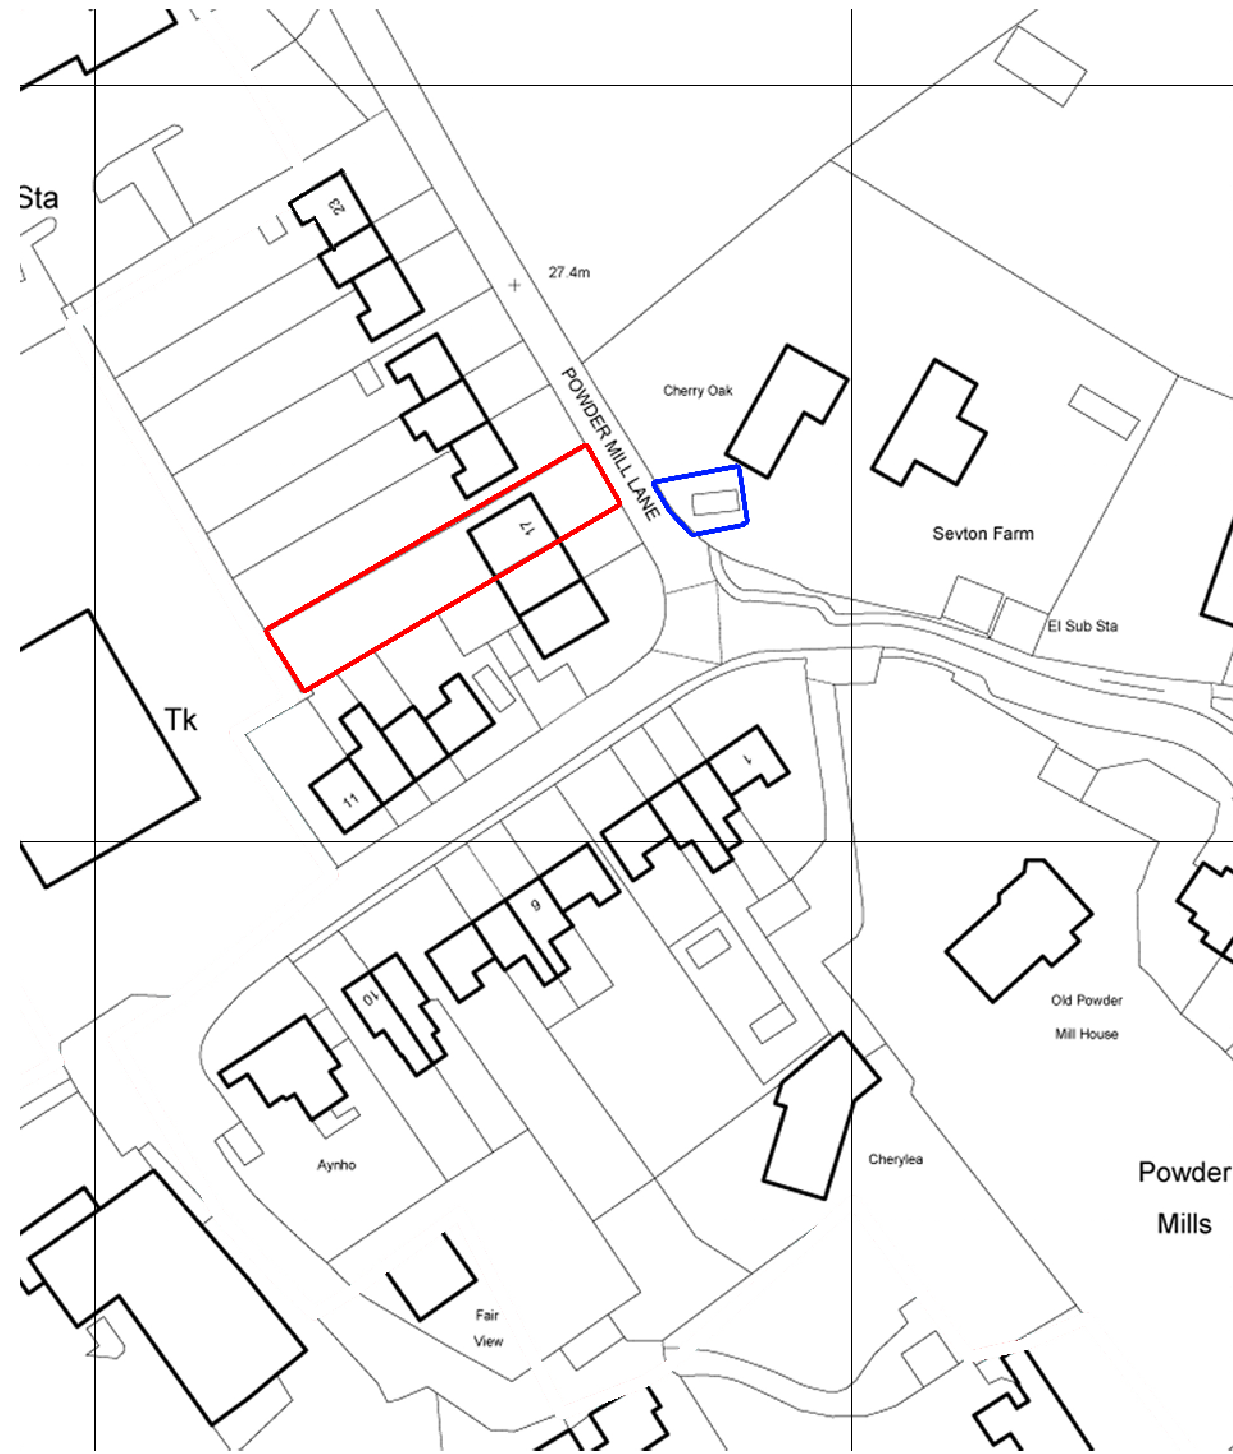 Sta
23
27.4m
POWDER MILL LANE
Cherry Oak
17
Sevton Farm
El Sub Sta
Tk
1
11
6
10
Old Powder
Mill House
Aynho
Cherylea
Powder
Mills
Fair
View